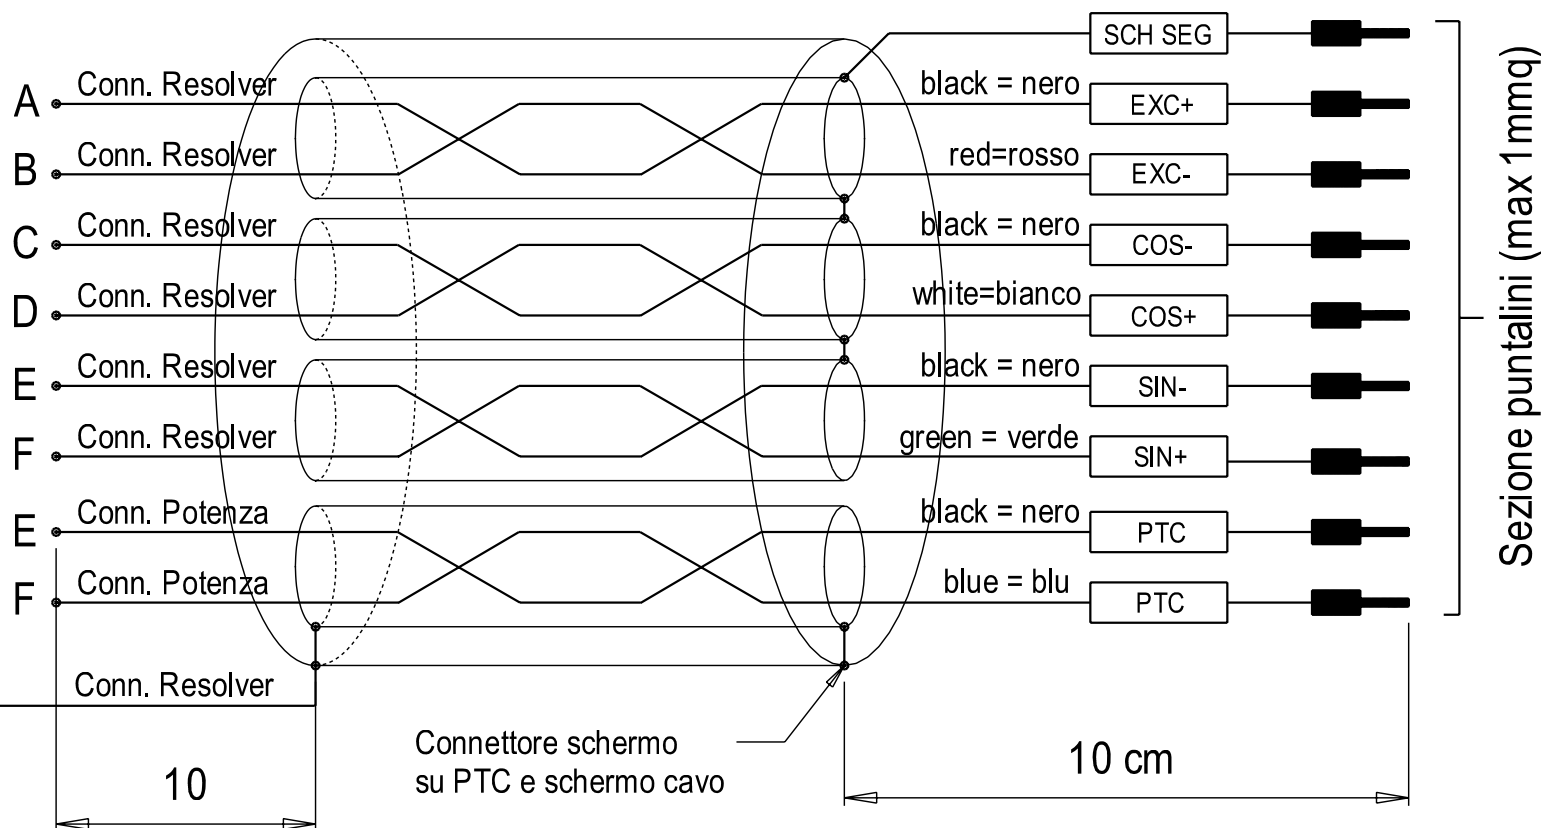 SCH SEG
A Conn. Resolver black = nero EXC+
B Conn. Resolver red=rosso EXC-
C Conn. Resolver black = nero COS-
D Conn. Resolver white=bianco COS+
E Conn. Resolver black = nero SIN-
F Conn. Resolver green = verde SIN+
E Conn. Potenza black = nero PTC
F Conn. Potenza blue = blu PTC
Conn. Resolver
Connettore schermo
su PTC e schermo cavo
10
10 cm
Sezione puntalini (max 1mmq)